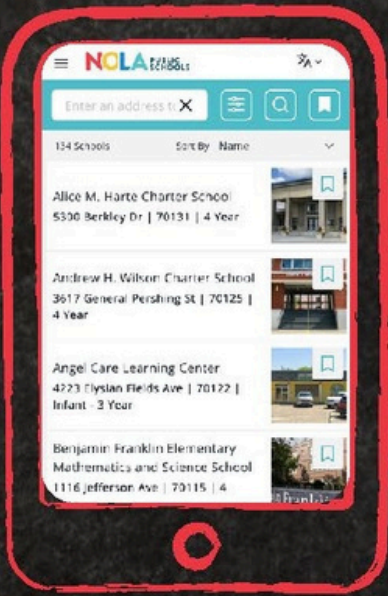 NOLA PUBLIC SCHOOLS
Enter an address to
134 Schools Sort By Name
Alice M. Harte Charter School
5300 Berkley Dr | 70131 | 4 Year
Andrew H. Wilson Charter School
3617 General Pershing St | 70125 |
4 Year
Angel Care Learning Center
4223 Elysian Fields Ave | 70122 |
Infant - 3 Year
Benjamin Franklin Elementary
Mathematics and Science School
1116 Jefferson Ave | 70115 | 4
Franklin